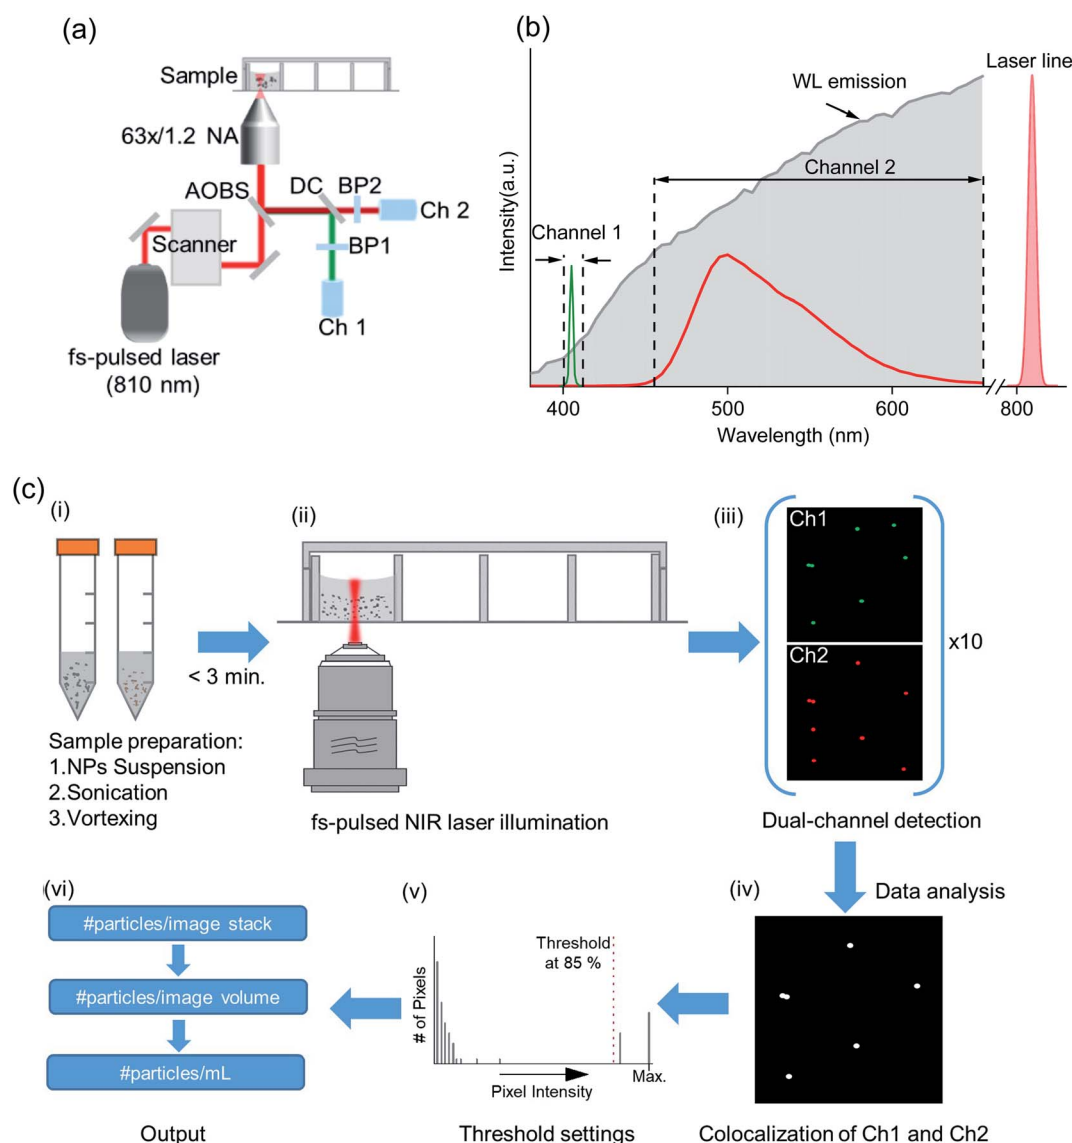 (a)
Sample
63x/1.2 NA
AOBS
DC
BP2
Ch 2
Scanner
BP1
Ch 1
fs-pulsed laser
(810 nm)
(b)
Laser line
WL emission
Channel 2
Channel 1
Intensity(a.u.)
400
500
600
800
Wavelength (nm)
(c)
(i)
< 3 min.
Sample preparation:
1.NPs Suspension
2.Sonication
3.Vortexing
(ii)
fs-pulsed NIR laser illumination
(iii)
Ch1
Ch2
x10
Dual-channel detection
Data analysis
(iv)
Colocalization of Ch1 and Ch2
(v)
Threshold
at 85 %
# of Pixels
Max.
Pixel Intensity
Threshold settings
(vi)
#particles/image stack
#particles/image volume
#particles/mL
Output